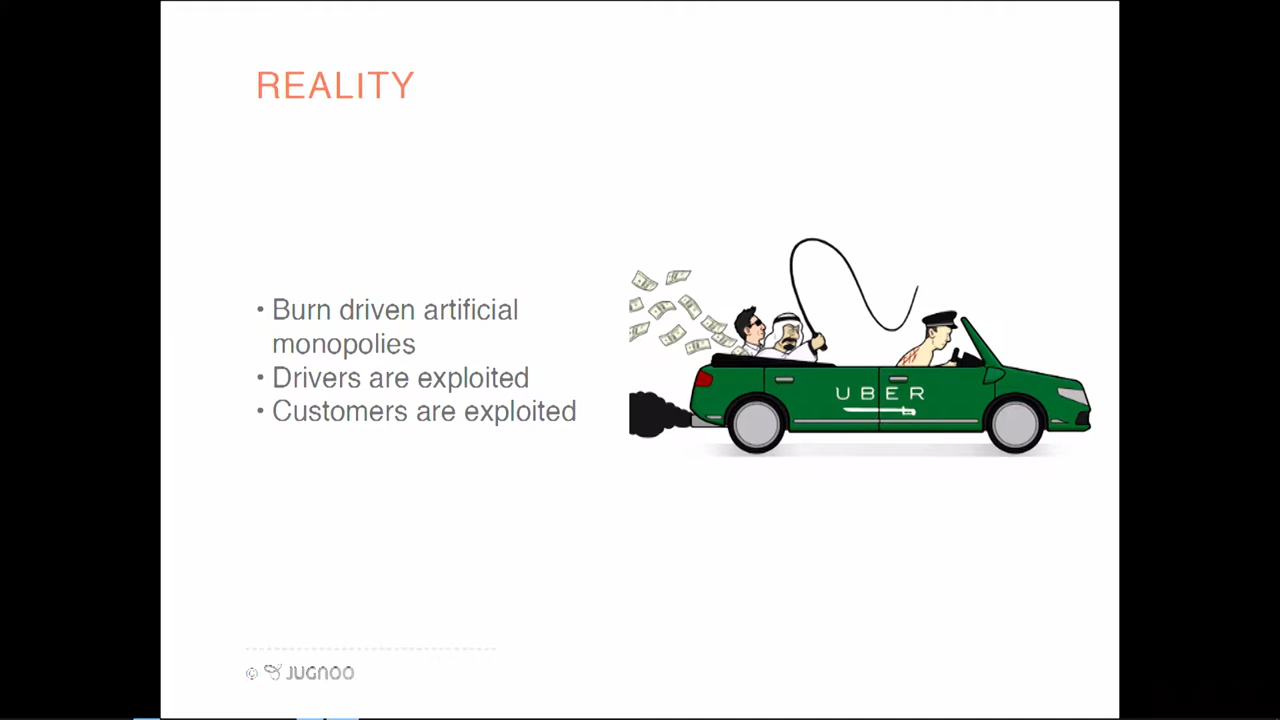 REALITY
• Burn driven artificial
monopolies
• Drivers are exploited
• Customers are exploited
UBER
© JUGNOO